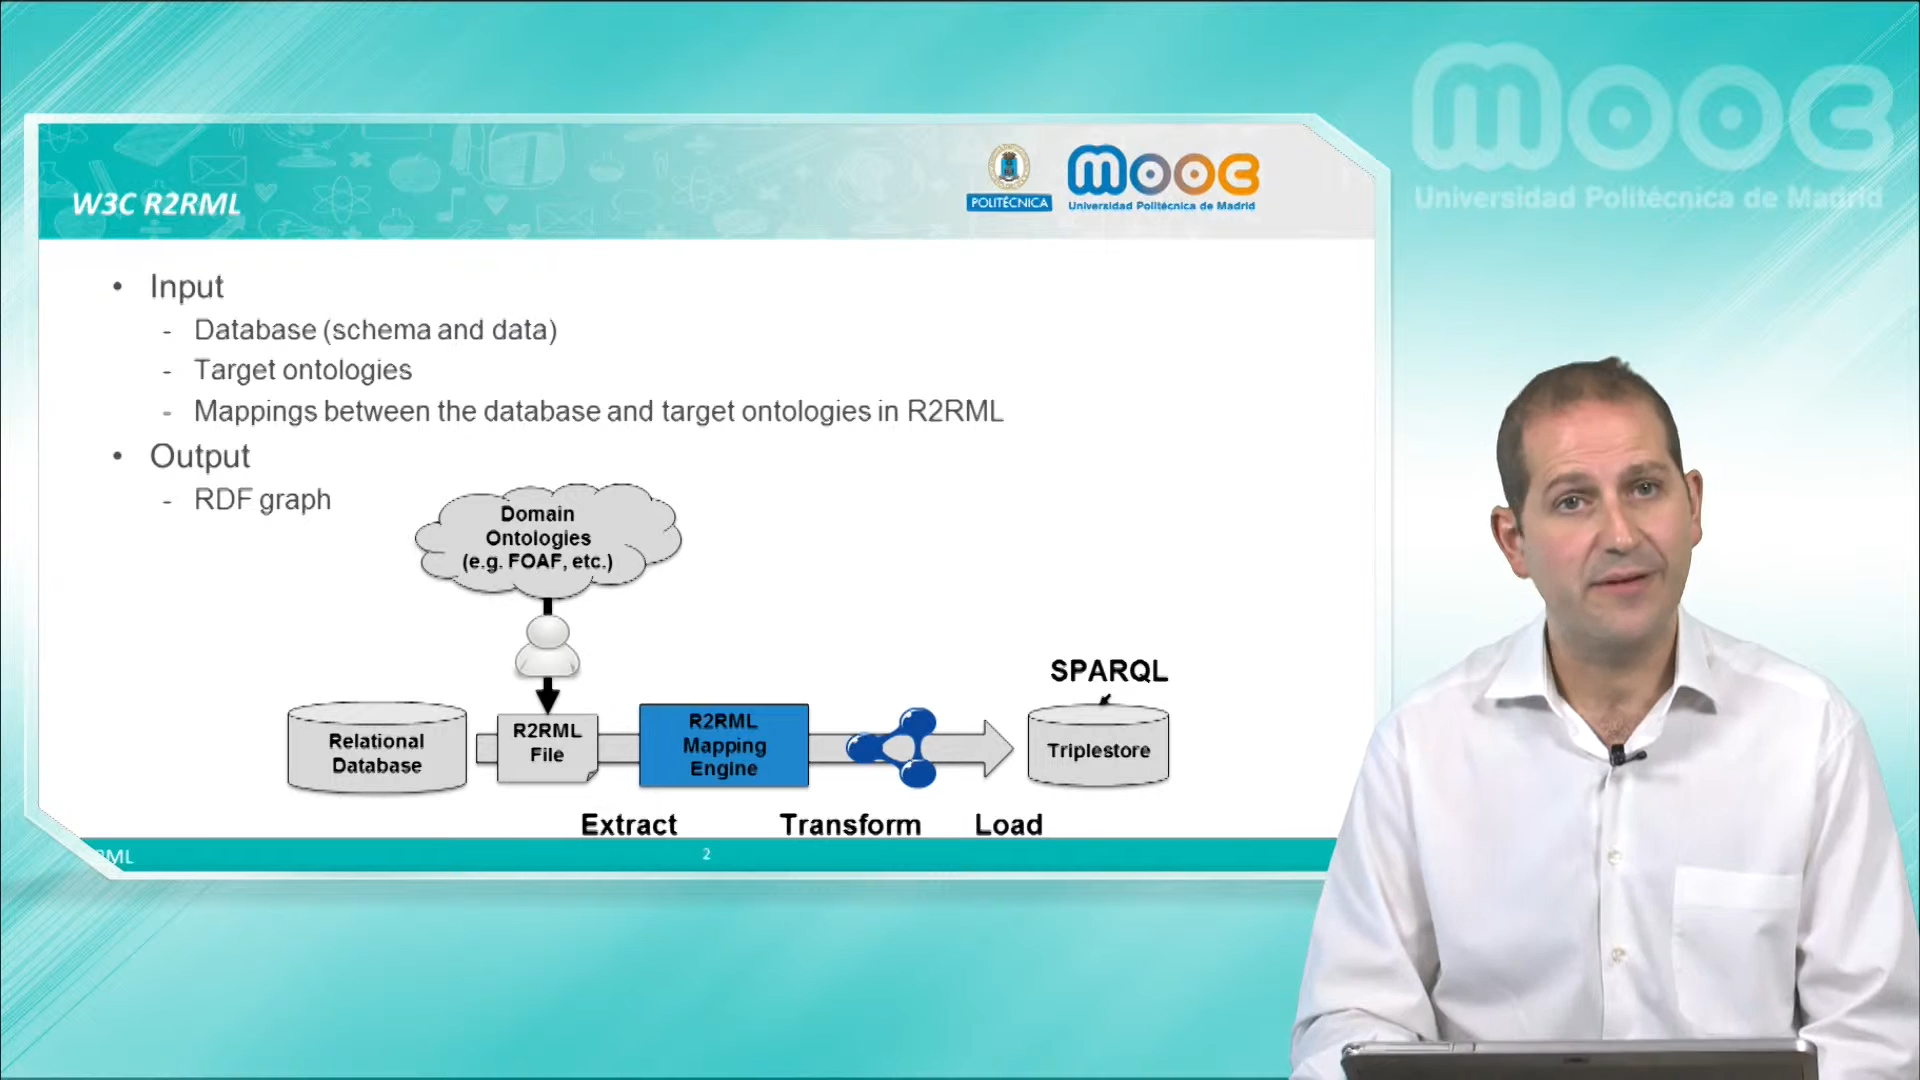 mooc
Universidad Politécnica de Madrid
W3C R2RML
POLITÉCNICA
mooc
Universidad Politécnica de Madrid
• Input
- Database (schema and data)
- Target ontologies
- Mappings between the database and target ontologies in R2RML
• Output
- RDF graph
Domain
Ontologies
(e.g. FOAF, etc.)
SPARQL
Relational
Database
R2RML
File
R2RML
Mapping
Engine
Triplestore
Extract
Transform
Load
2